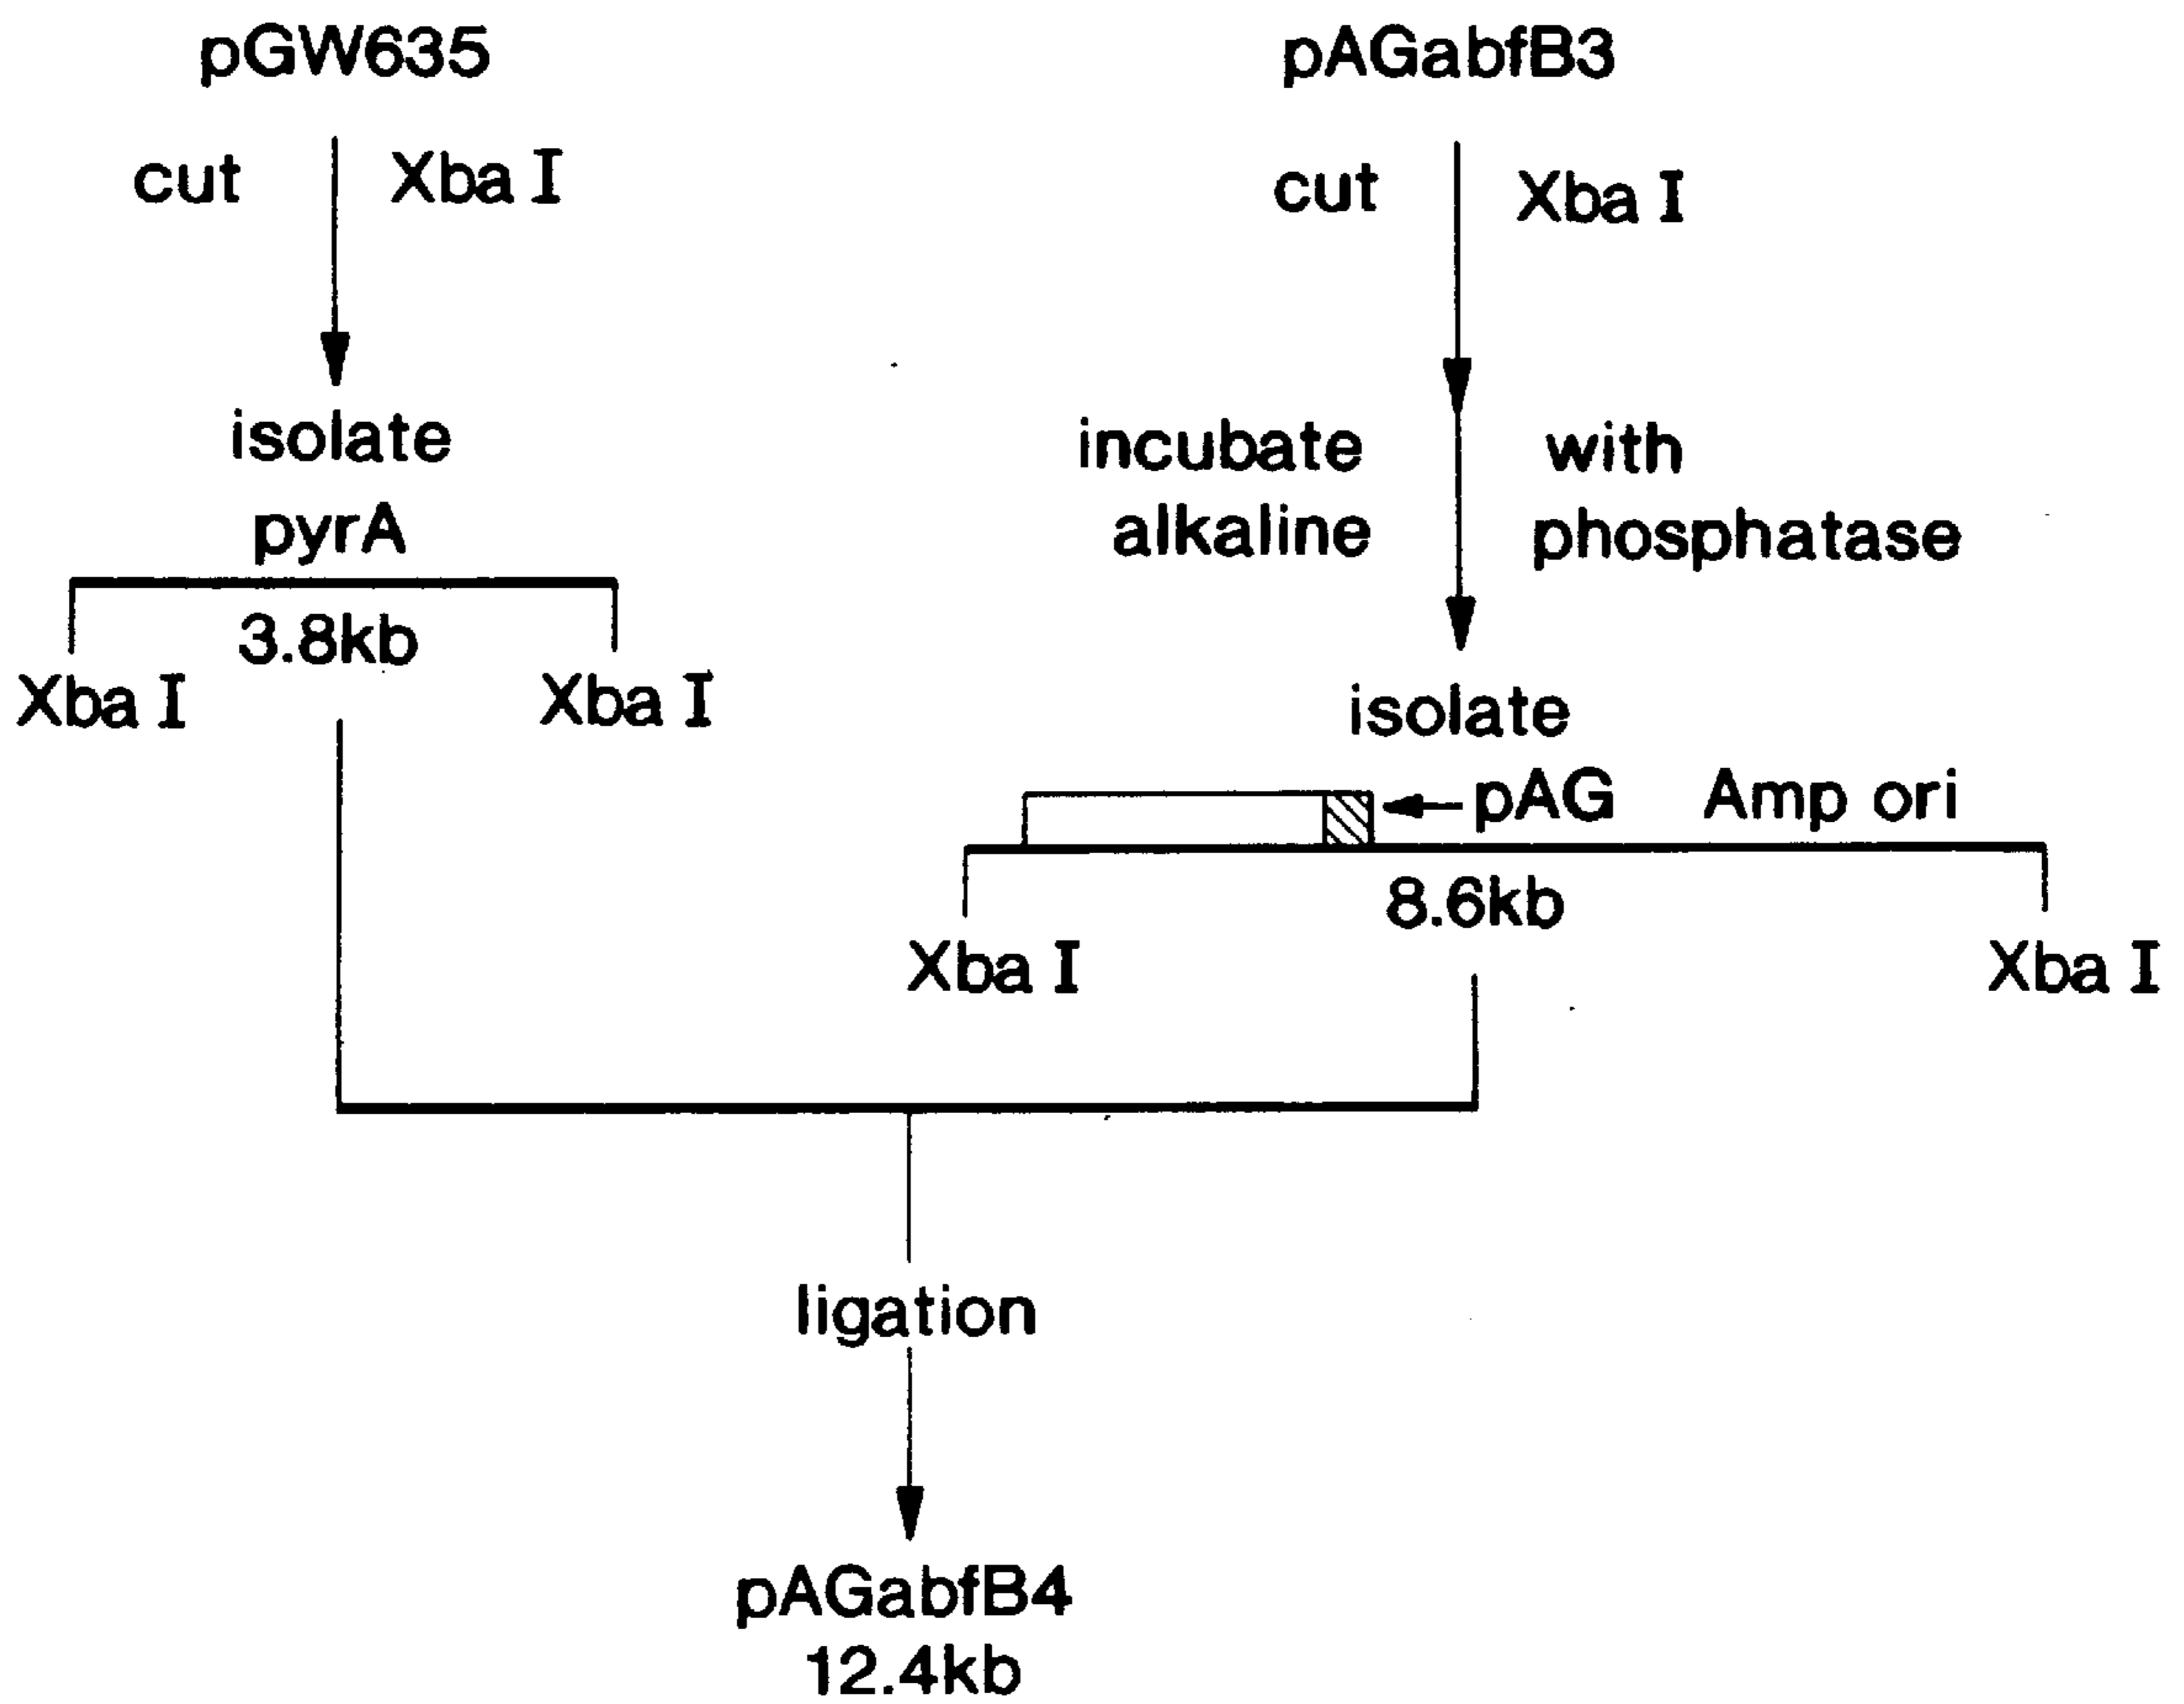 pGW635
cut Xba I
isolate
pyrA
3.8kb
Xba I Xba I
pAGabfB3
cut Xba I
incubate with
alkaline phosphatase
isolate
pAG Amp ori
8.6kb
Xba I Xba I
ligation
pAGabfB4
12.4kb